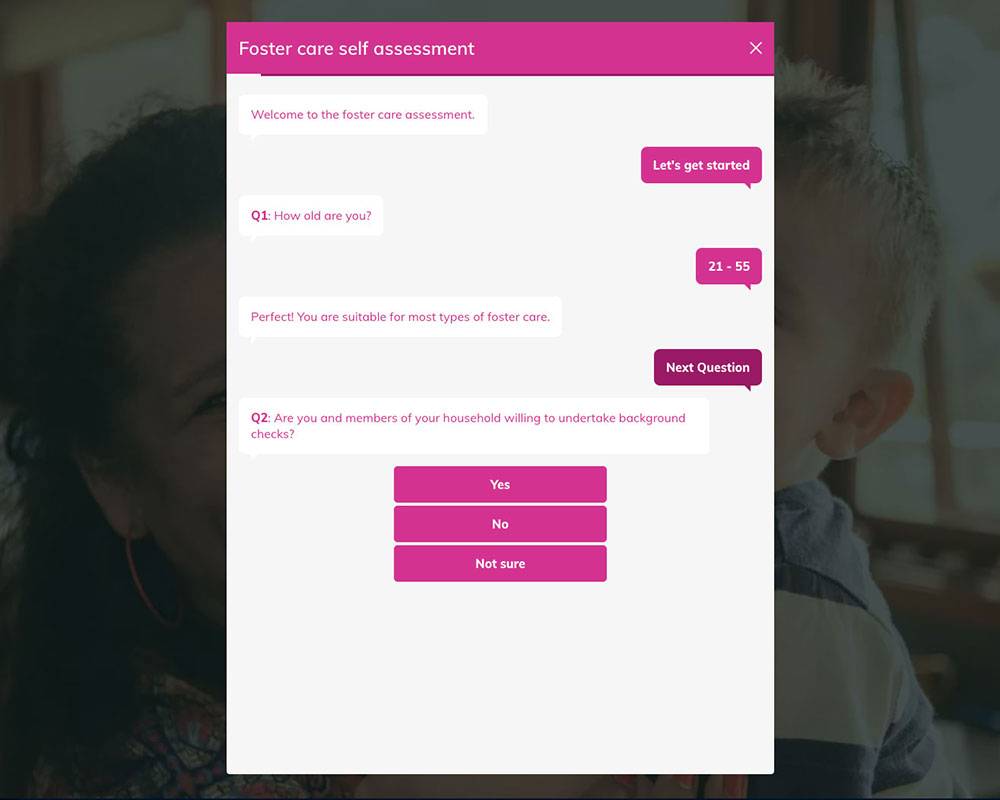 Foster care self assessment
Welcome to the foster care assessment.
Let's get started
Q1: How old are you?
21 - 55
Perfect! You are suitable for most types of foster care.
Next Question
Q2: Are you and members of your household willing to undertake background
checks?
Yes
No
Not sure